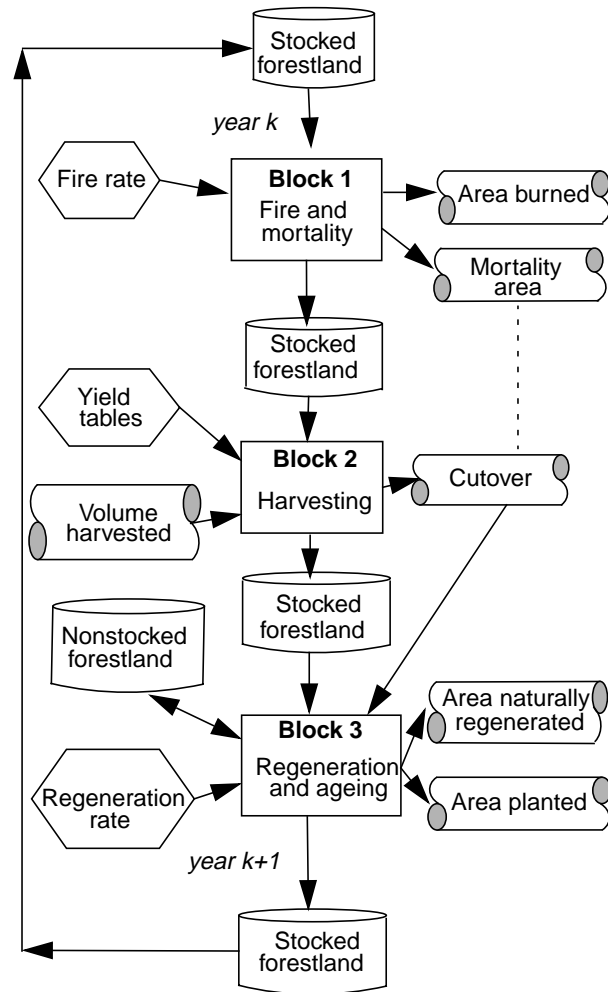 Stocked
forestland
year k
Fire rate
Block 1
Fire and
mortality
Area burned
Mortality
area
Stocked
forestland
Yield
tables
Block 2
Harvesting
Cutover
Volume
harvested
Stocked
forestland
Nonstocked
forestland
Block 3
Regeneration
and ageing
Area naturally
regenerated
Regeneration
rate
Area planted
year k+1
Stocked
forestland